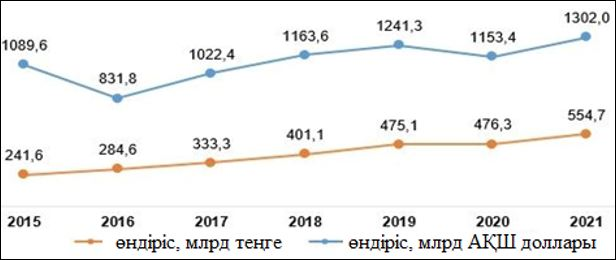 1089,6 831,8 1022,4 1163,6 1241,3 1153,4 1302,0
241,6 284,6 333,3 401,1 475,1 476,3 554,7
2015 2016 2017 2018 2019 2020 2021
өндіріс, млрд теңге өндіріс, млрд АҚШ доллары